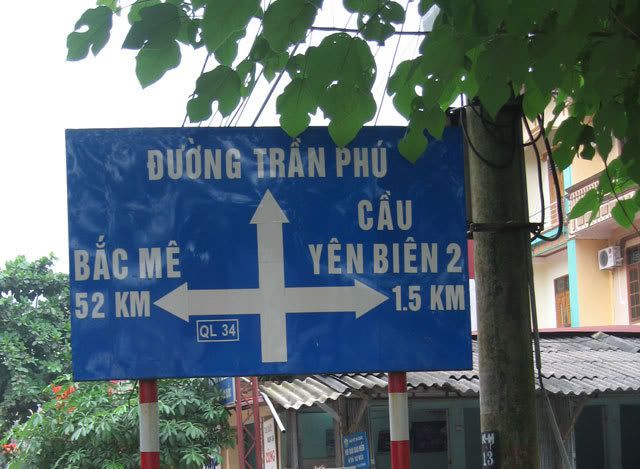 ĐƯỜNG TRẦN PHÚ
CẦU
BẮC MÊ
YÊN BIÊN 2
52 KM
1.5 KM
QL 34